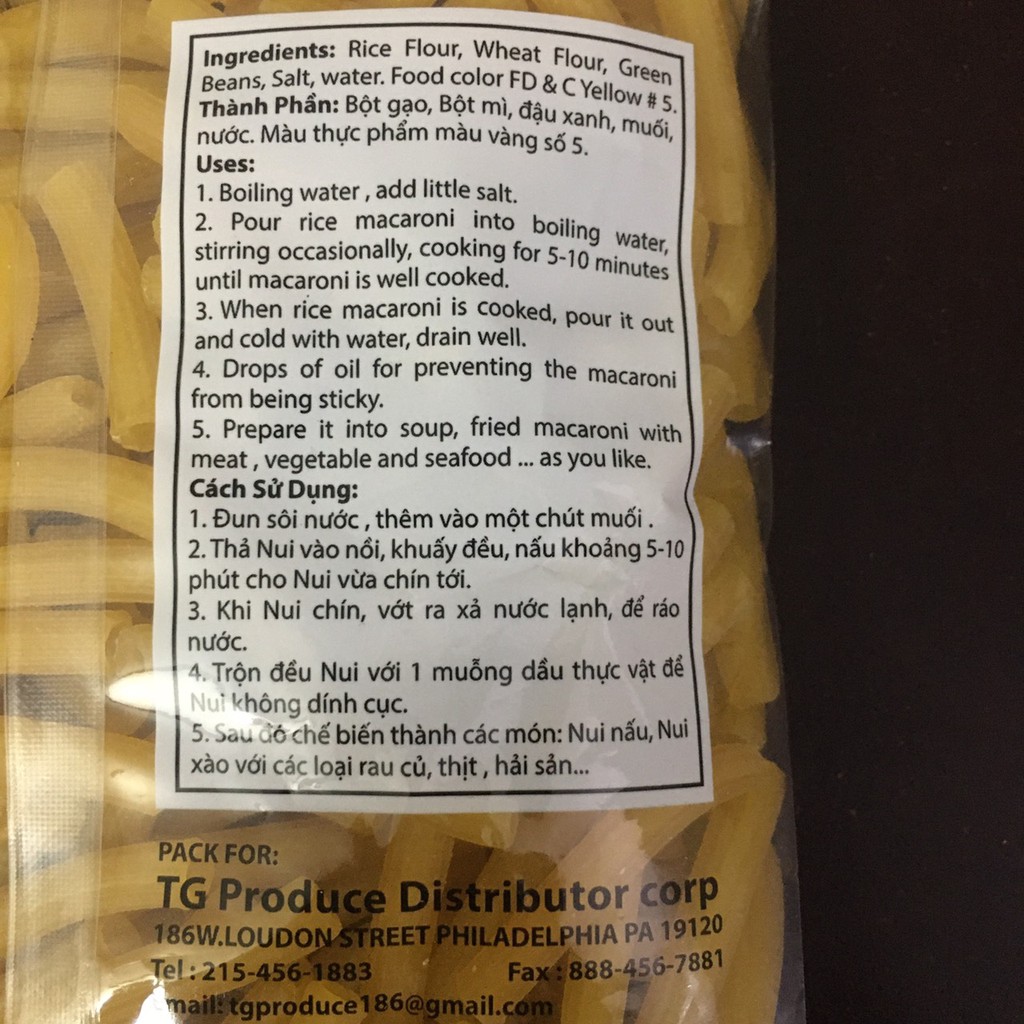 Ingredients: Rice Flour, Wheat Flour, Green
Beans, Salt, water. Food color FD & C Yellow # 5.
Thành Phần: Bột gạo, Bột mì, đậu xanh, muối,
nước. Màu thực phẩm màu vàng số 5.
Uses:
1. Boiling water , add little salt.
2. Pour rice macaroni into boiling water,
stirring occasionally, cooking for 5-10 minutes
until macaroni is well cooked.
3. When rice macaroni is cooked, pour it out
and cold with water, drain well.
4. Drops of oil for preventing the macaroni
from being sticky.
5. Prepare it into soup, fried macaroni with
meat , vegetable and seafood ... as you like.
Cách Sử Dụng:
1. Đun sôi nước , thêm vào một chút muối .
2. Thả Nui vào nồi, khuấy đều, nấu khoảng 5-10
phút cho Nui vừa chín tới.
3. Khi Nui chín, vớt ra xả nước lạnh, để ráo
nước.
4. Trộn đều Nui với 1 muỗng dầu thực vật để
Nui không dính cục.
5. Sau đó chế biến thành các món: Nui nấu, Nui
xào với các loại rau củ, thịt , hải sản...
PACK FOR:
TG Produce Distributor corp
186W.LOUDON STREET PHILADELPHIA PA 19120
Tel : 215-456-1883 Fax : 888-456-7881
Email: tgproduce186@gmail.com